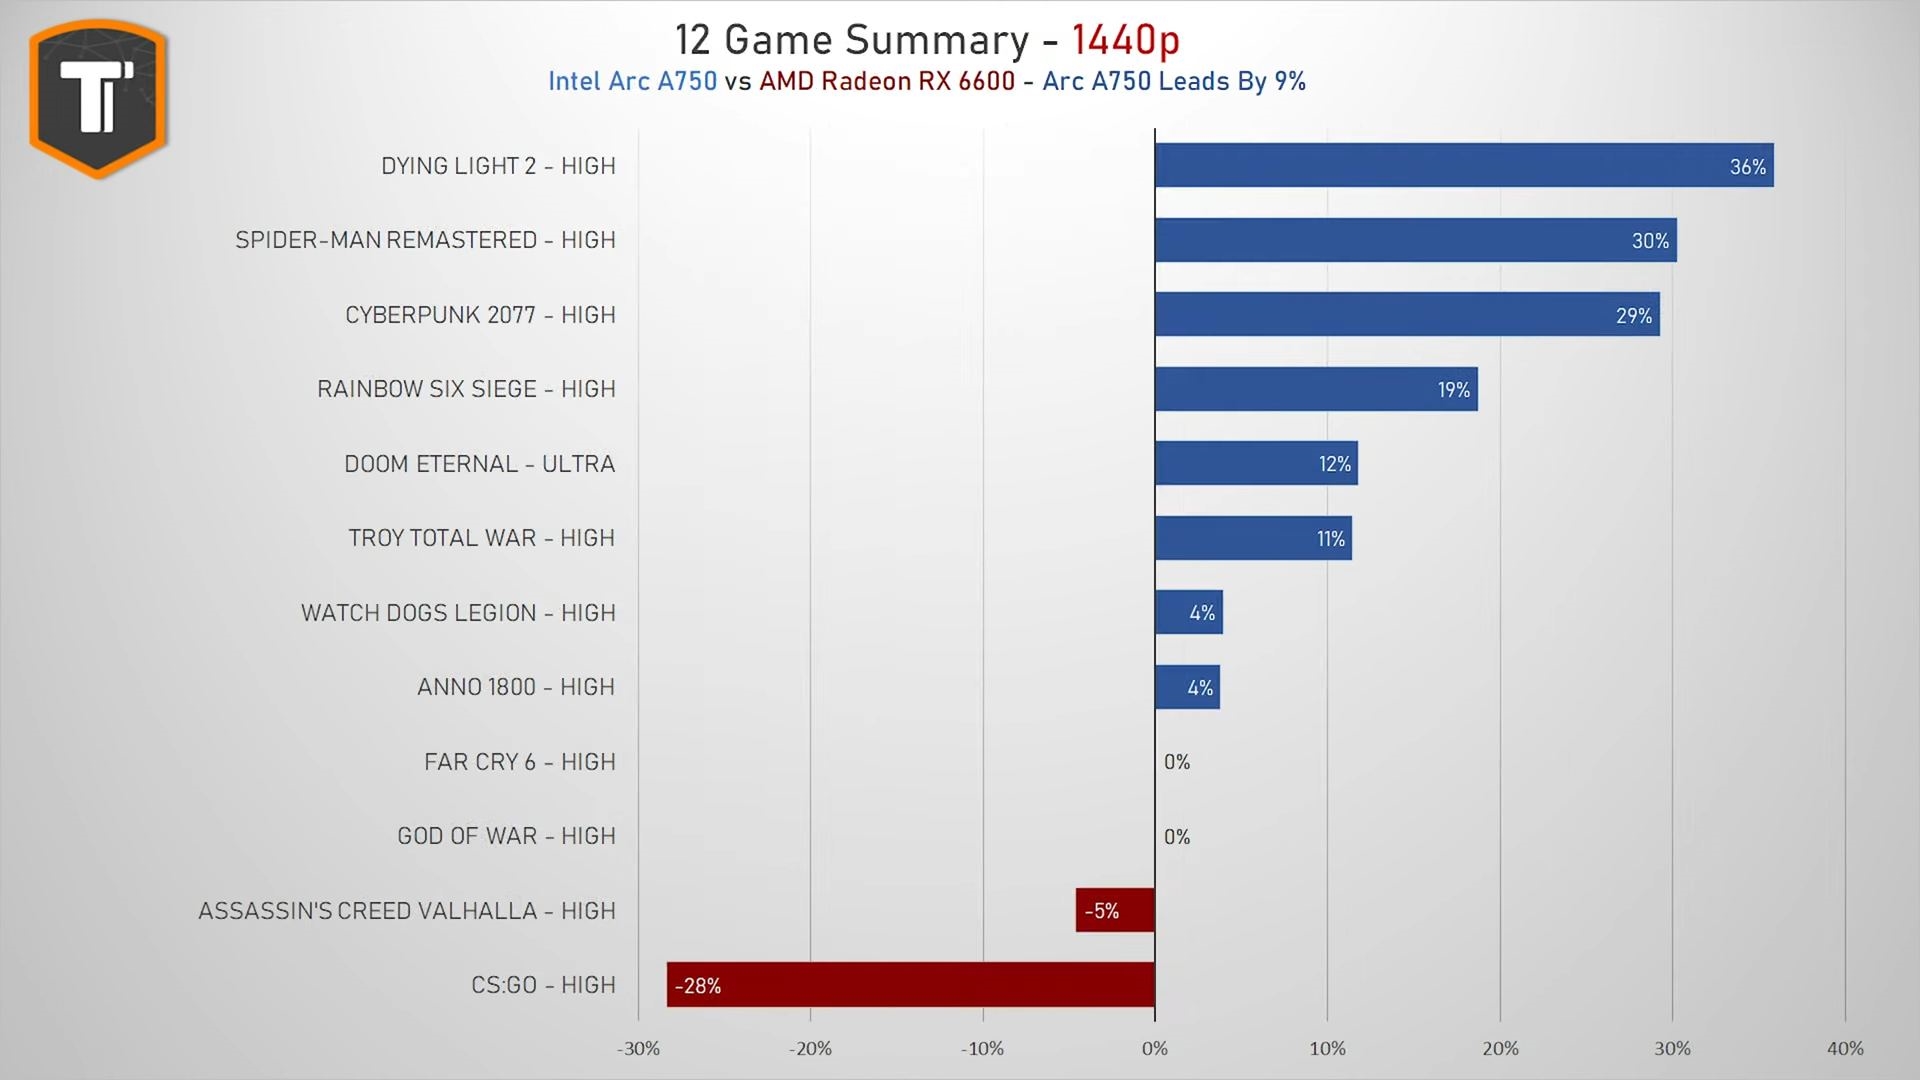 12 Game Summary - 1440p
Intel Arc A750 vs AMD Radeon RX 6600 - Arc A750 Leads By 9%
DYING LIGHT 2 - HIGH 36%
SPIDER-MAN REMASTERED - HIGH 30%
CYBERPUNK 2077 - HIGH 29%
RAINBOW SIX SIEGE - HIGH 19%
DOOM ETERNAL - ULTRA 12%
TROY TOTAL WAR - HIGH 11%
WATCH DOGS LEGION - HIGH 4%
ANNO 1800 - HIGH 4%
FAR CRY 6 - HIGH 0%
GOD OF WAR - HIGH 0%
ASSASSIN'S CREED VALHALLA - HIGH -5%
CS:GO - HIGH -28%
-30% -20% -10% 0% 10% 20% 30% 40%